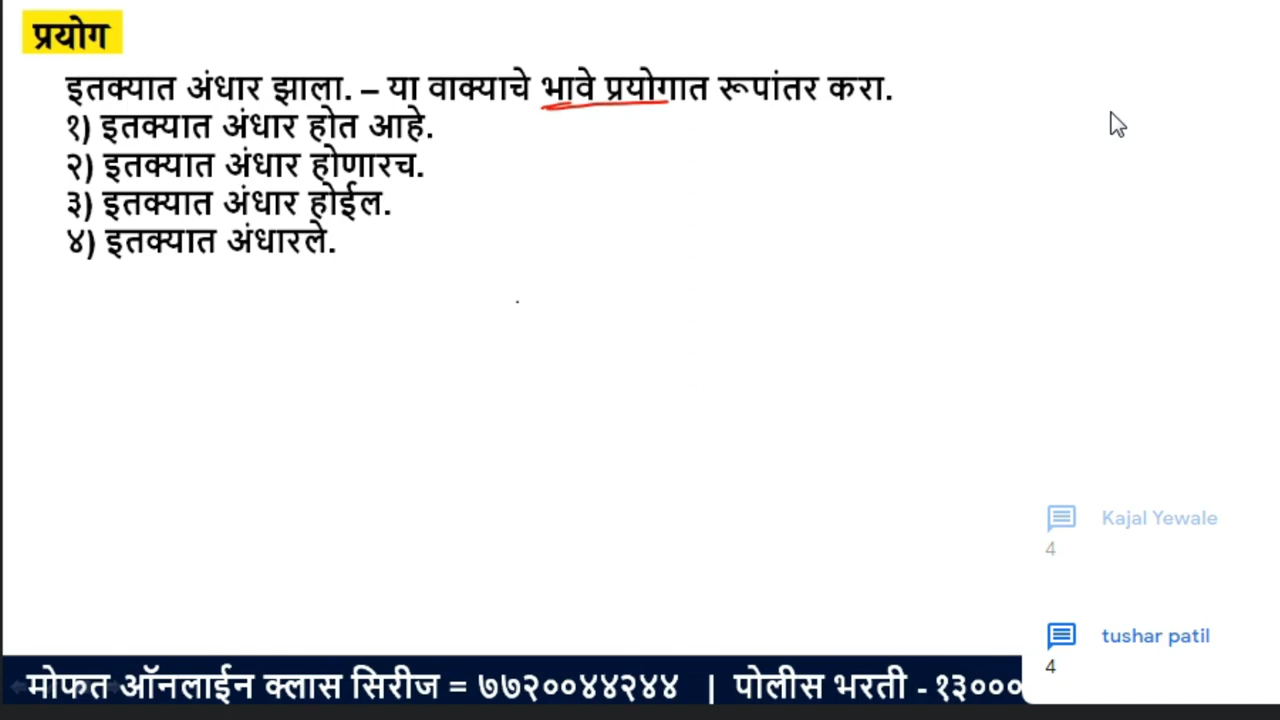 प्रयोग
इतक्यात अंधार झाला. – या वाक्याचे भावे प्रयोगात रूपांतर करा.
१) इतक्यात अंधार होत आहे.
२) इतक्यात अंधार होणारच.
३) इतक्यात अंधार होईल.
४) इतक्यात अंधारले.
Kajal Yewale
4
tushar patil
4
मोफत ऑनलाईन क्लास सिरीज = ७७२००४४२४४ | पोलीस भरती - १३०००